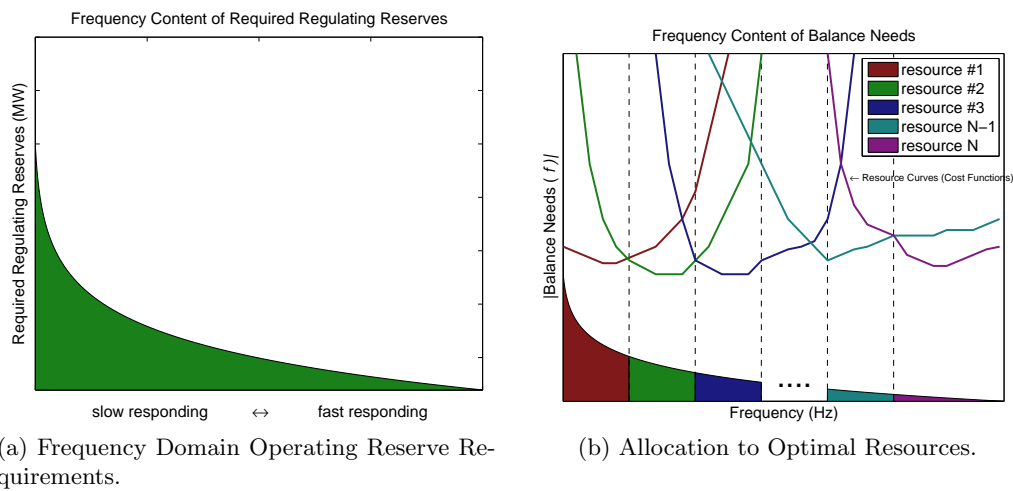 Frequency Content of Required Regulating Reserves
Required Regulating Reserves (MW)
slow responding ↔ fast responding
(a) Frequency Domain Operating Reserve Re-
quirements.
Frequency Content of Balance Needs
|Balance Needs ( f )|
resource #1
resource #2
resource #3
resource N−1
resource N
← Resource Curves (Cost Functions)
....
Frequency (Hz)
(b) Allocation to Optimal Resources.